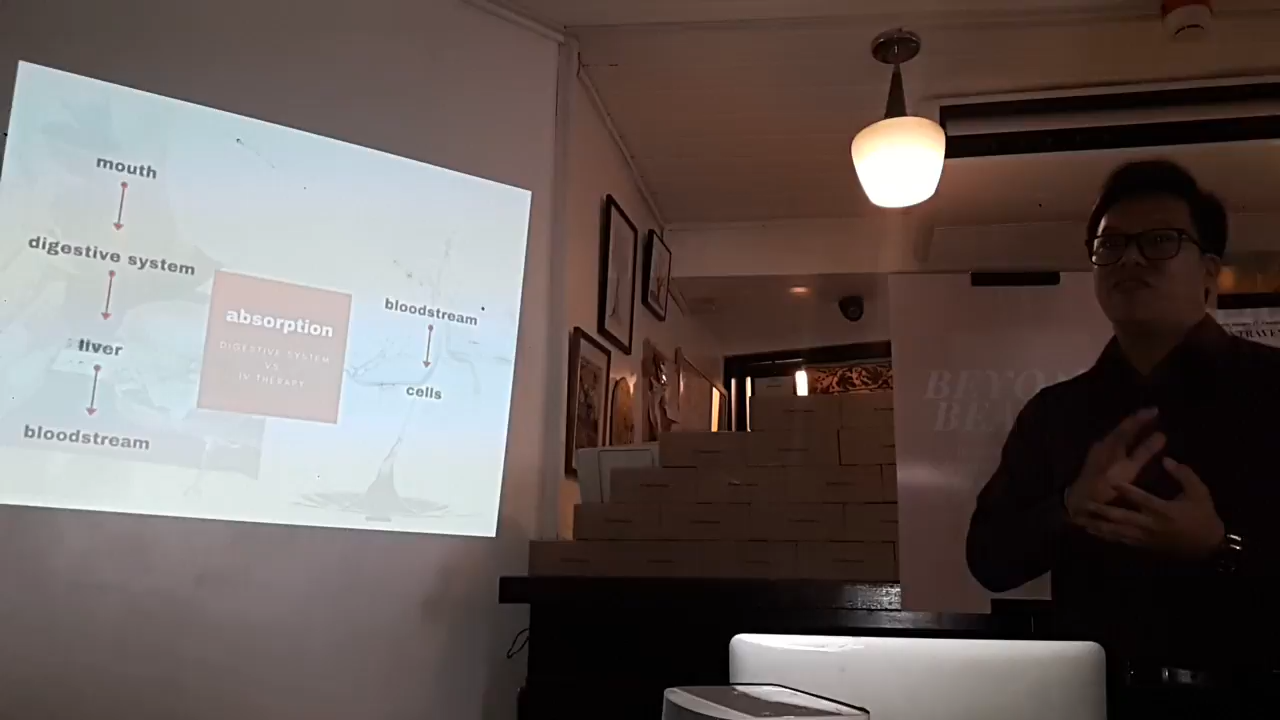 mouth
digestive system
liver
bloodstream
absorption
DIGESTIVE SYSTEM
VS
IV THERAPY
bloodstream
cells